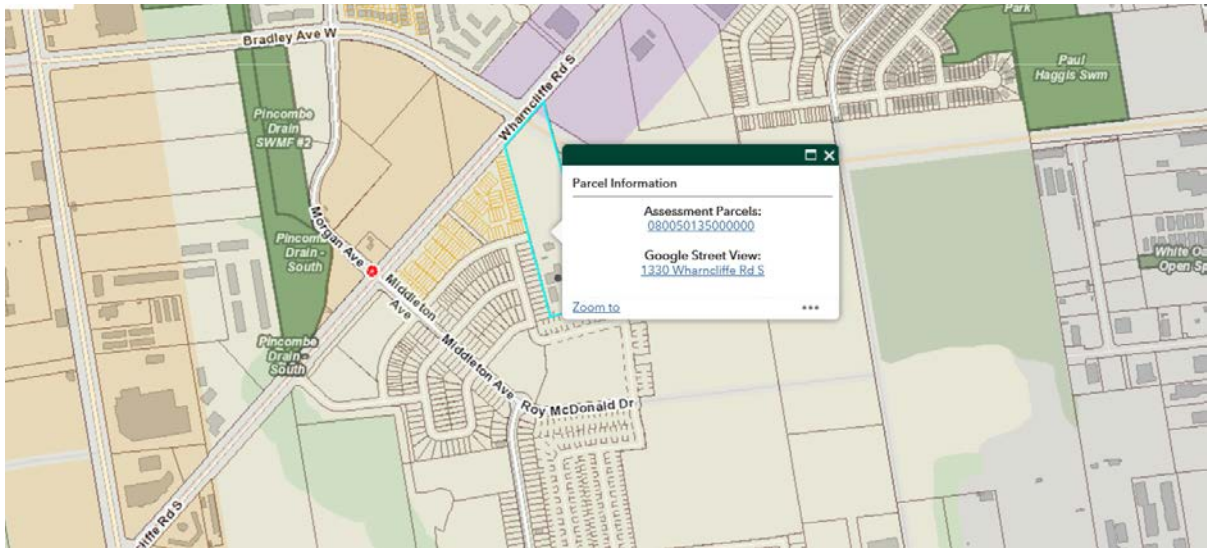 Park
Bradley Ave W
Paul
Haggis Swm
Wharncliffe Rd S
Pincombe
Drain
SWMF #2
Parcel Information
Assessment Parcels:
080050135000000
Google Street View:
1330 Wharncliffe Rd S
Zoom to
Morgan Ave
Pincombe
Drain -
South
Middleton
Ave
Middleton Ave
White Oa
Open Sp
Pincombe
Drain -
South
Roy McDonald Dr
cliffe Rd S